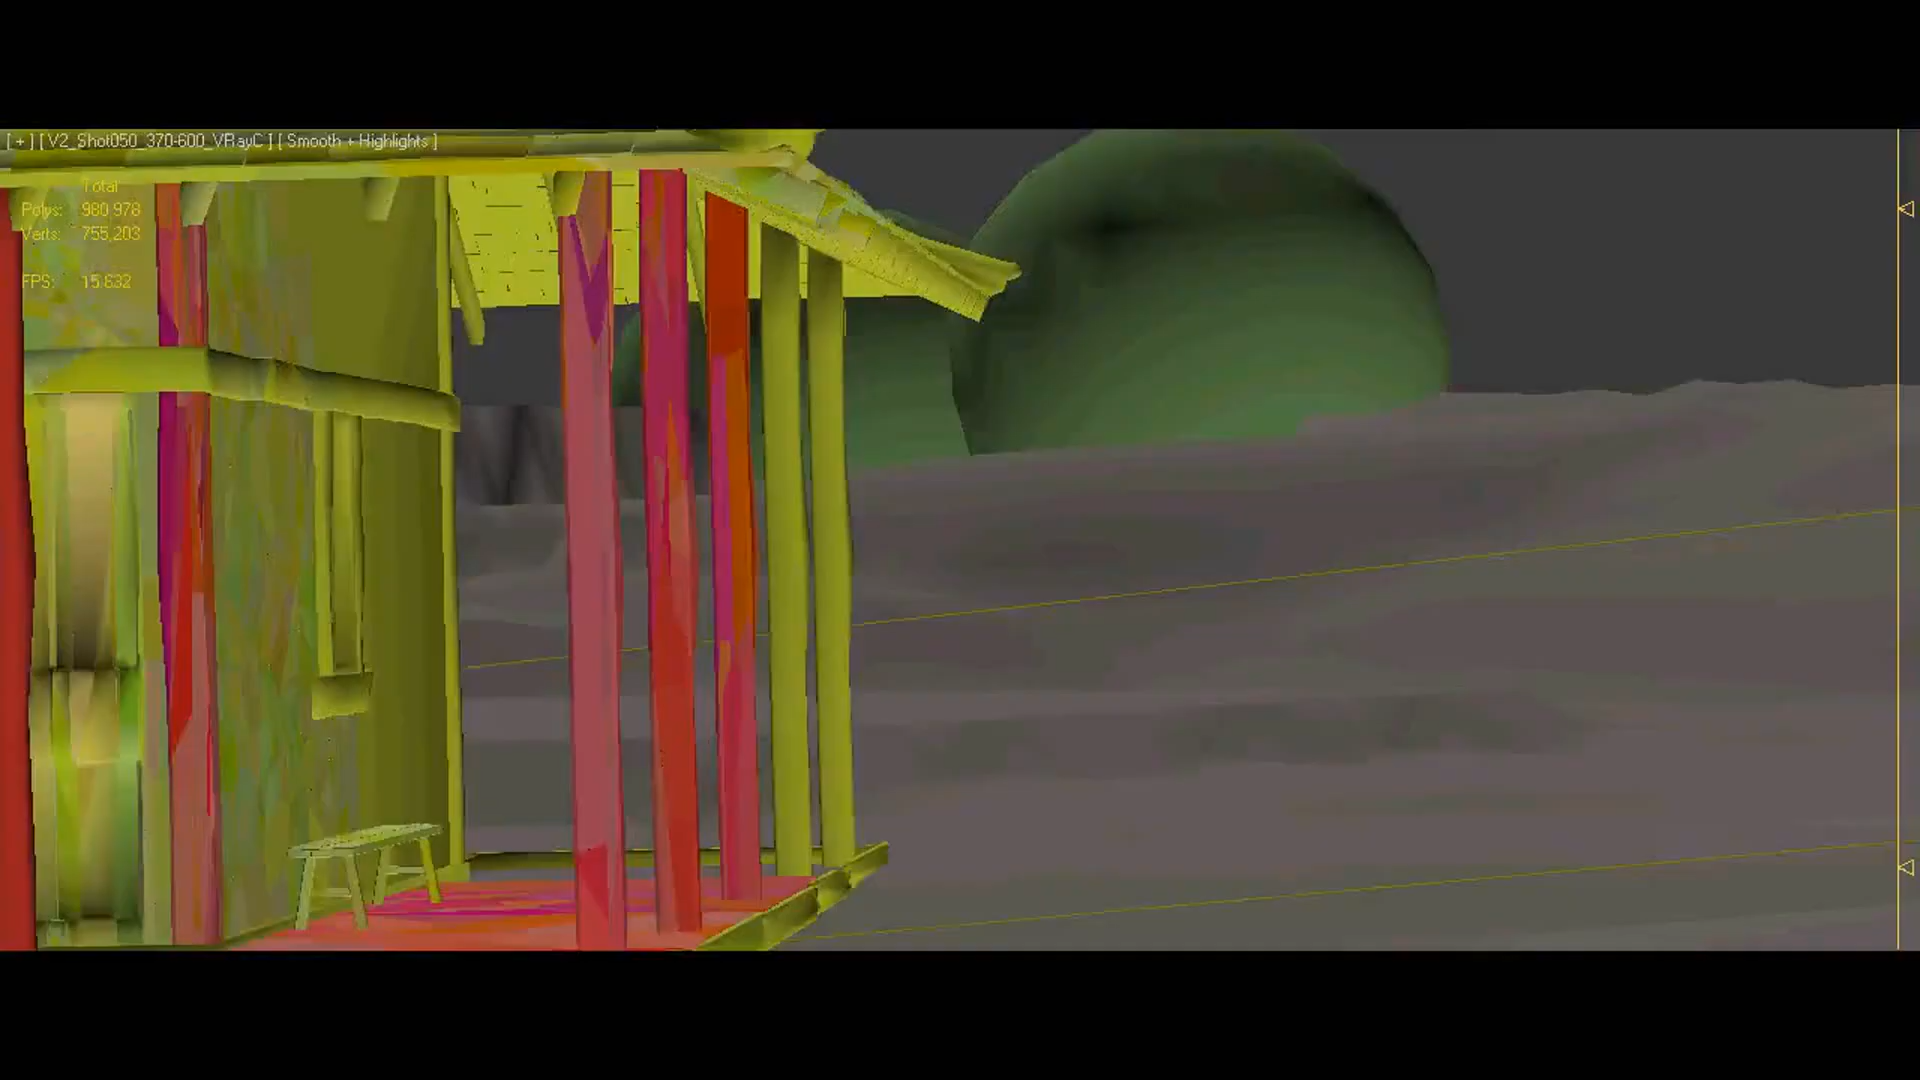 [ + ] [ V2_Shot050_370-600_VRayC ] [ Smooth + Highlights ]
Total
Polys: 980 978
Verts: 755,203
FPS: 15.632